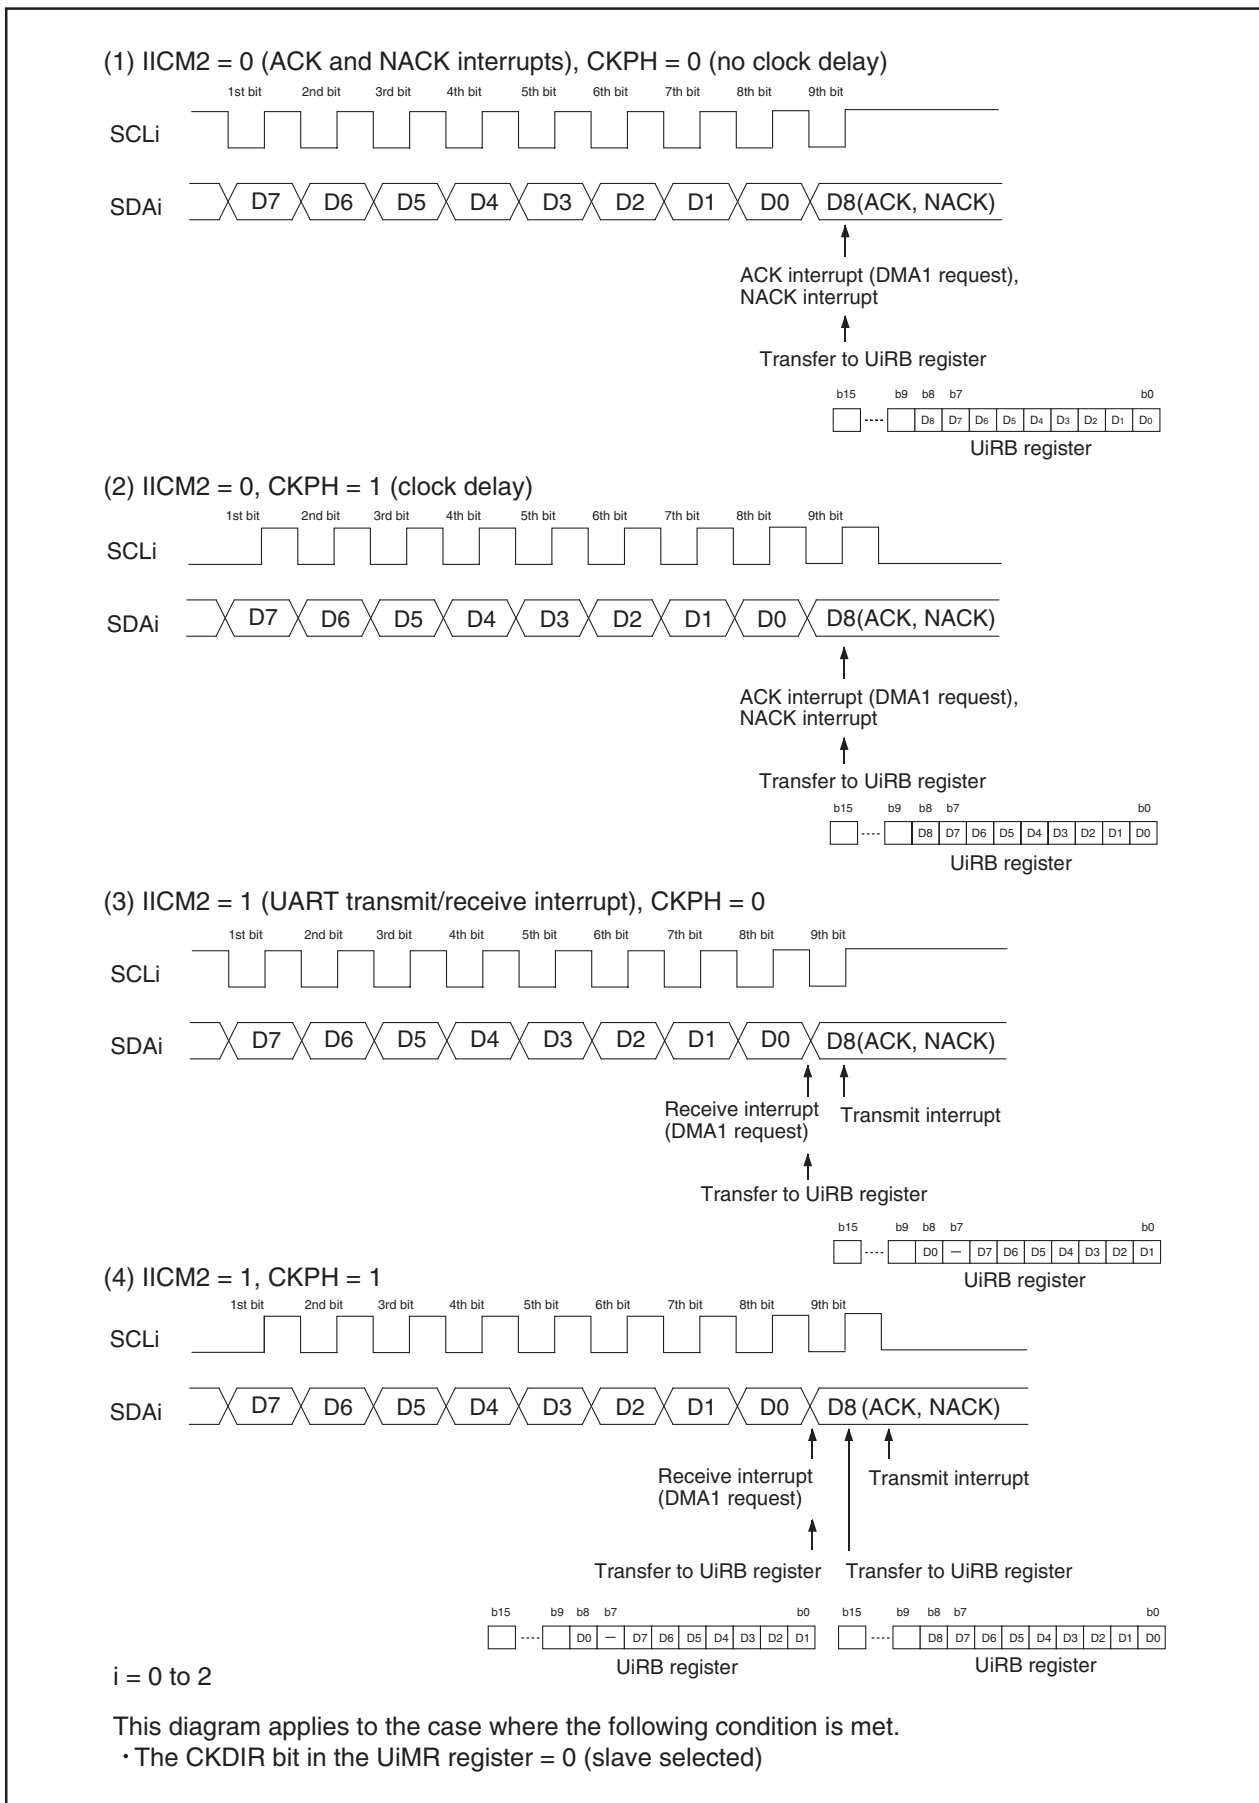 (1) IICM2 = 0 (ACK and NACK interrupts), CKPH = 0 (no clock delay)
1st bit 2nd bit 3rd bit 4th bit 5th bit 6th bit 7th bit 8th bit 9th bit
SCLi
SDAi D7 D6 D5 D4 D3 D2 D1 D0 D8(ACK, NACK)
ACK interrupt (DMA1 request),
NACK interrupt
Transfer to UiRB register
b15 b9 b8 b7 b0
D8 D7 D6 D5 D4 D3 D2 D1 D0
UiRB register
(2) IICM2 = 0, CKPH = 1 (clock delay)
1st bit 2nd bit 3rd bit 4th bit 5th bit 6th bit 7th bit 8th bit 9th bit
SCLi
SDAi D7 D6 D5 D4 D3 D2 D1 D0 D8(ACK, NACK)
ACK interrupt (DMA1 request),
NACK interrupt
Transfer to UiRB register
b15 b9 b8 b7 b0
D8 D7 D6 D5 D4 D3 D2 D1 D0
UiRB register
(3) IICM2 = 1 (UART transmit/receive interrupt), CKPH = 0
1st bit 2nd bit 3rd bit 4th bit 5th bit 6th bit 7th bit 8th bit 9th bit
SCLi
SDAi D7 D6 D5 D4 D3 D2 D1 D0 D8(ACK, NACK)
Receive interrupt Transmit interrupt
(DMA1 request)
Transfer to UiRB register
b15 b9 b8 b7 b0
D0 — D7 D6 D5 D4 D3 D2 D1
UiRB register
(4) IICM2 = 1, CKPH = 1
1st bit 2nd bit 3rd bit 4th bit 5th bit 6th bit 7th bit 8th bit 9th bit
SCLi
SDAi D7 D6 D5 D4 D3 D2 D1 D0 D8 (ACK, NACK)
Receive interrupt Transmit interrupt
(DMA1 request)
Transfer to UiRB register Transfer to UiRB register
b15 b9 b8 b7 b0 b15 b9 b8 b7 b0
D0 — D7 D6 D5 D4 D3 D2 D1 D8 D7 D6 D5 D4 D3 D2 D1 D0
UiRB register UiRB register
i = 0 to 2
This diagram applies to the case where the following condition is met.
· The CKDIR bit in the UiMR register = 0 (slave selected)